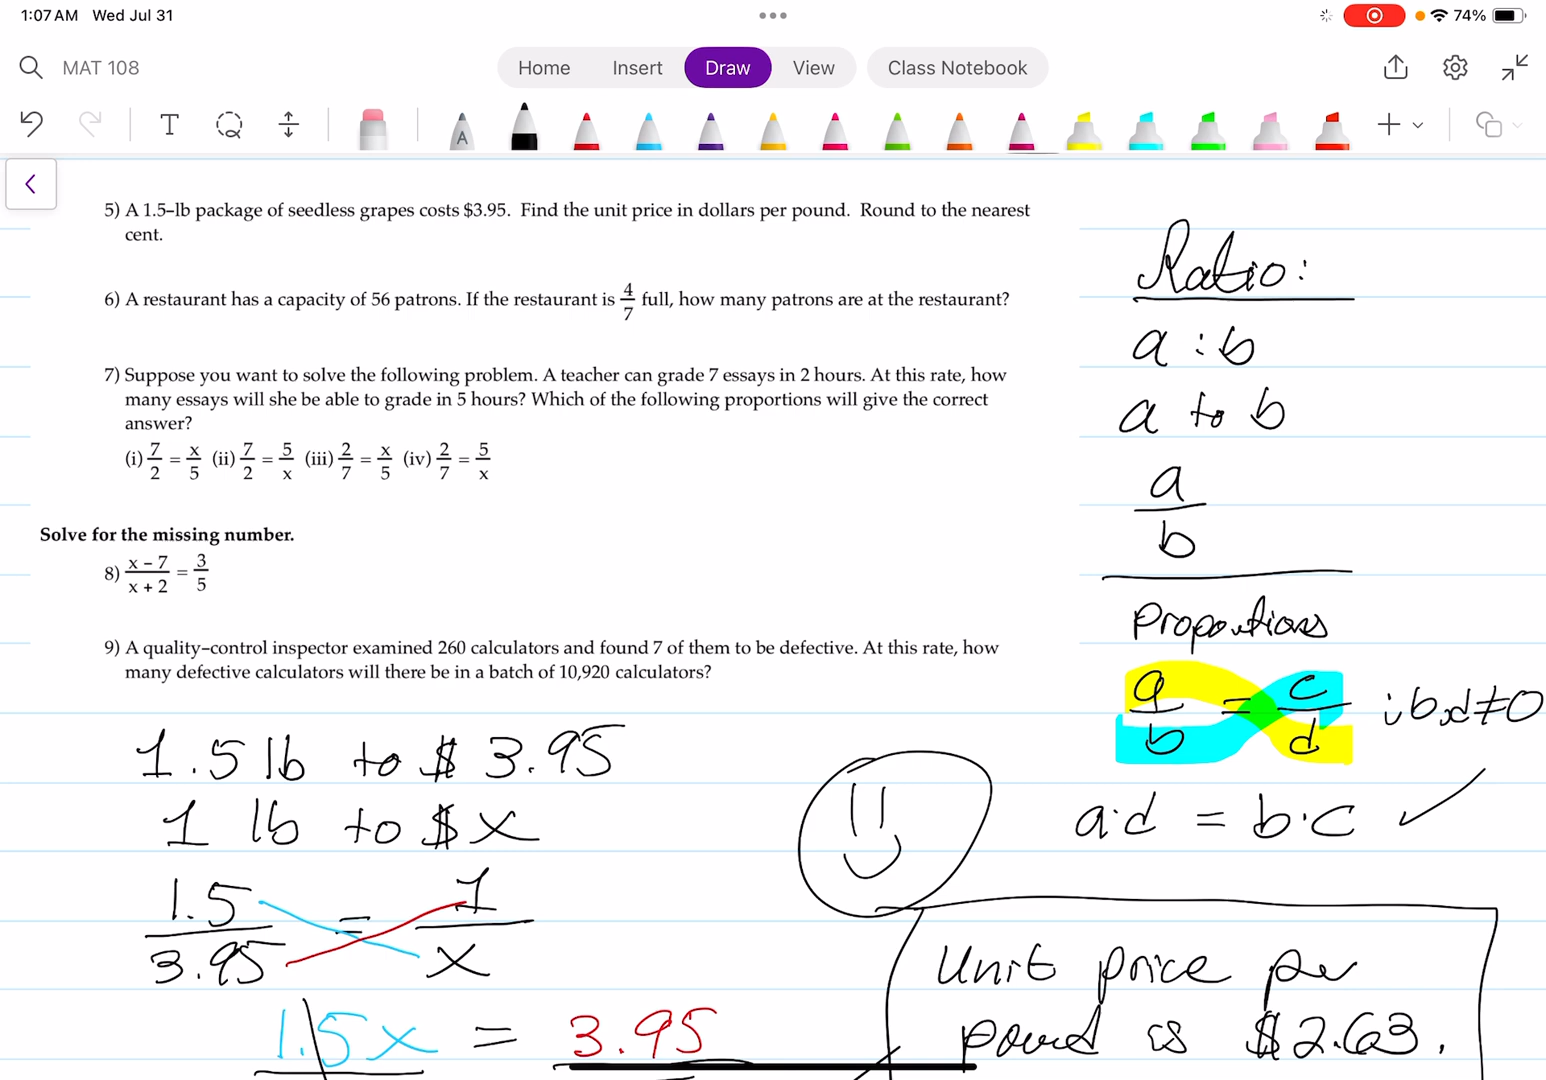 1:07 AM Wed Jul 31
74%
MAT 108
Home Insert Draw View Class Notebook
T A
5) A 1.5-lb package of seedless grapes costs $3.95. Find the unit price in dollars per pound. Round to the nearest
cent.
6) A restaurant has a capacity of 56 patrons. If the restaurant is 4/7 full, how many patrons are at the restaurant?
7) Suppose you want to solve the following problem. A teacher can grade 7 essays in 2 hours. At this rate, how
many essays will she be able to grade in 5 hours? Which of the following proportions will give the correct
answer?
(i) 7/2 = x/5 (ii) 7/2 = 5/x (iii) 2/7 = x/5 (iv) 2/7 = 5/x
Solve for the missing number.
8) x - 7/x + 2 = 3/5
9) A quality-control inspector examined 260 calculators and found 7 of them to be defective. At this rate, how
many defective calculators will there be in a batch of 10,920 calculators?
1.5 lb to $ 3.95
1 lb to $ x
1.5/3.95 = 1/x
1.5x = 3.95
Ratio:
a : b
a to b
a/b
Proportions
a/b = c/d ; b,d ≠ 0
a·d = b·c ✓
Unit price per
pound is $2.63.